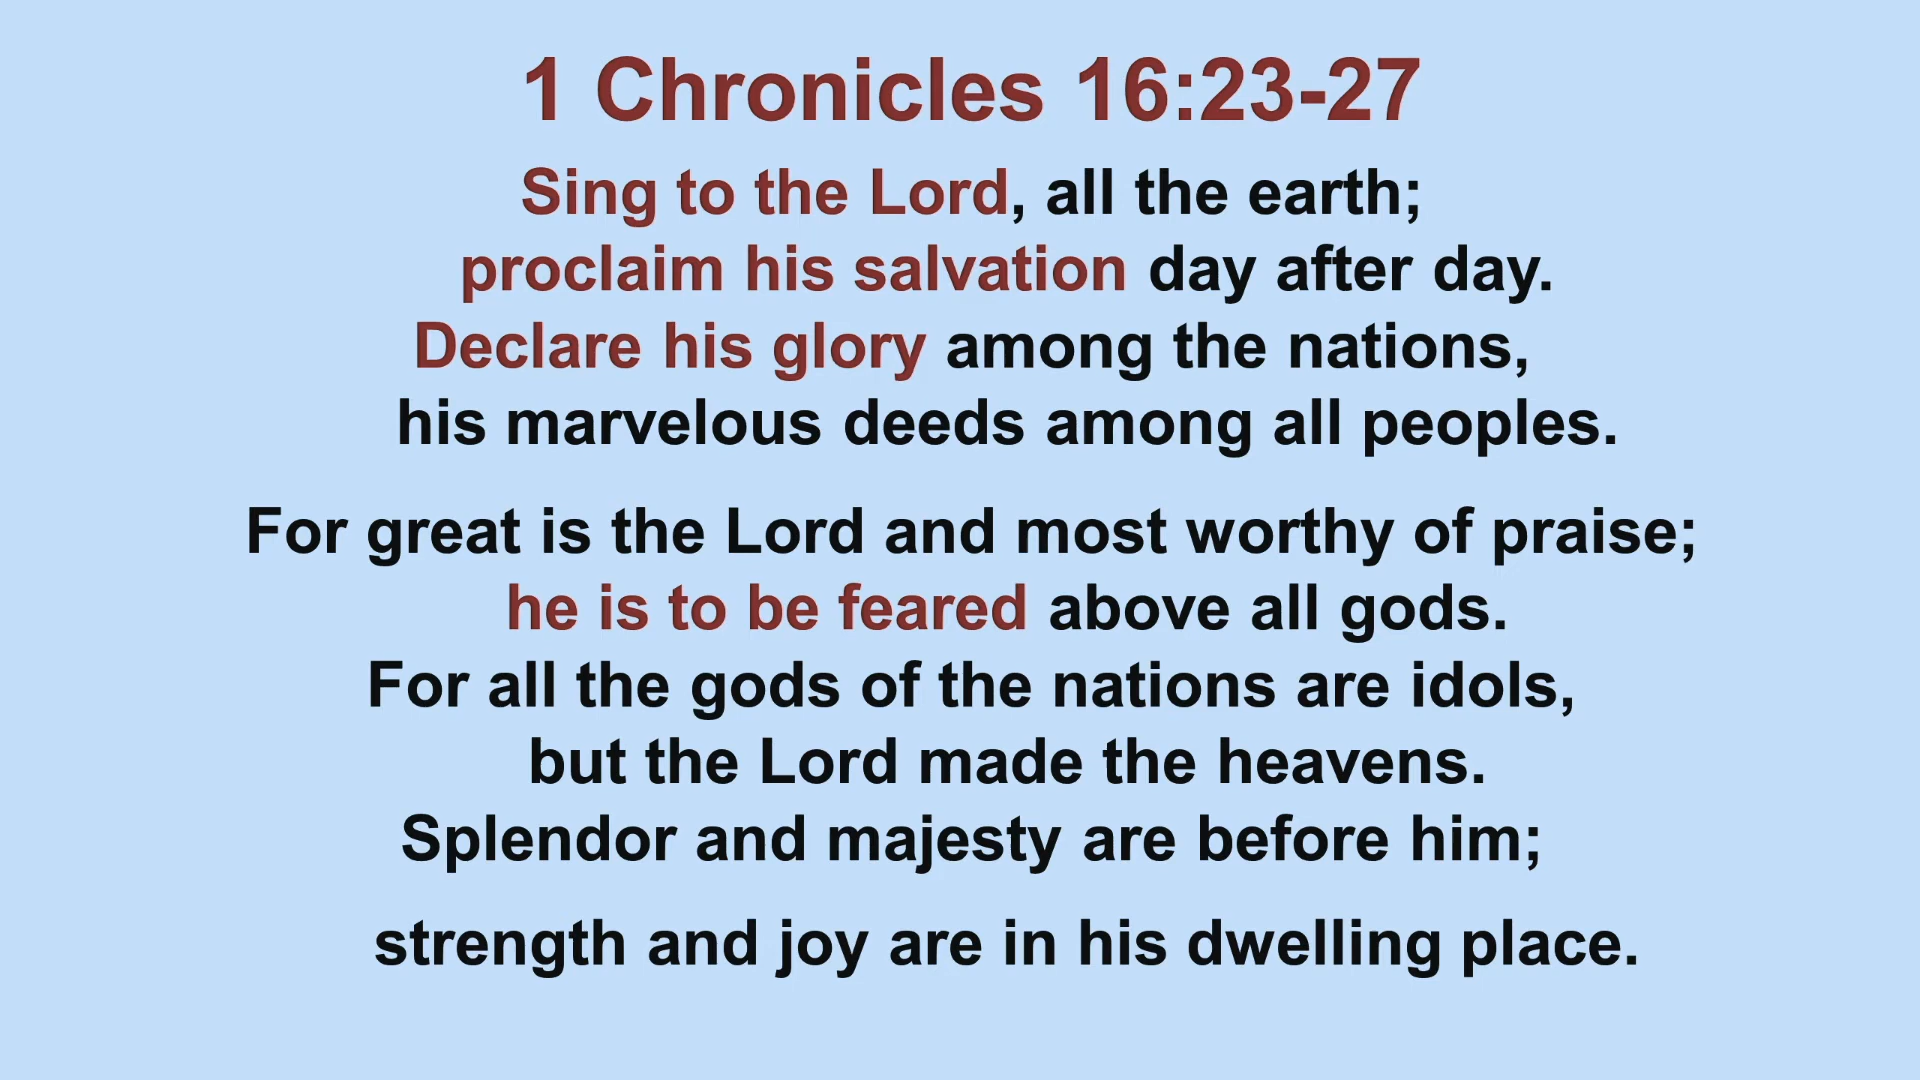 1 Chronicles 16:23-27
Sing to the Lord, all the earth;
proclaim his salvation day after day.
Declare his glory among the nations,
his marvelous deeds among all peoples.
For great is the Lord and most worthy of praise;
he is to be feared above all gods.
For all the gods of the nations are idols,
but the Lord made the heavens.
Splendor and majesty are before him;
strength and joy are in his dwelling place.